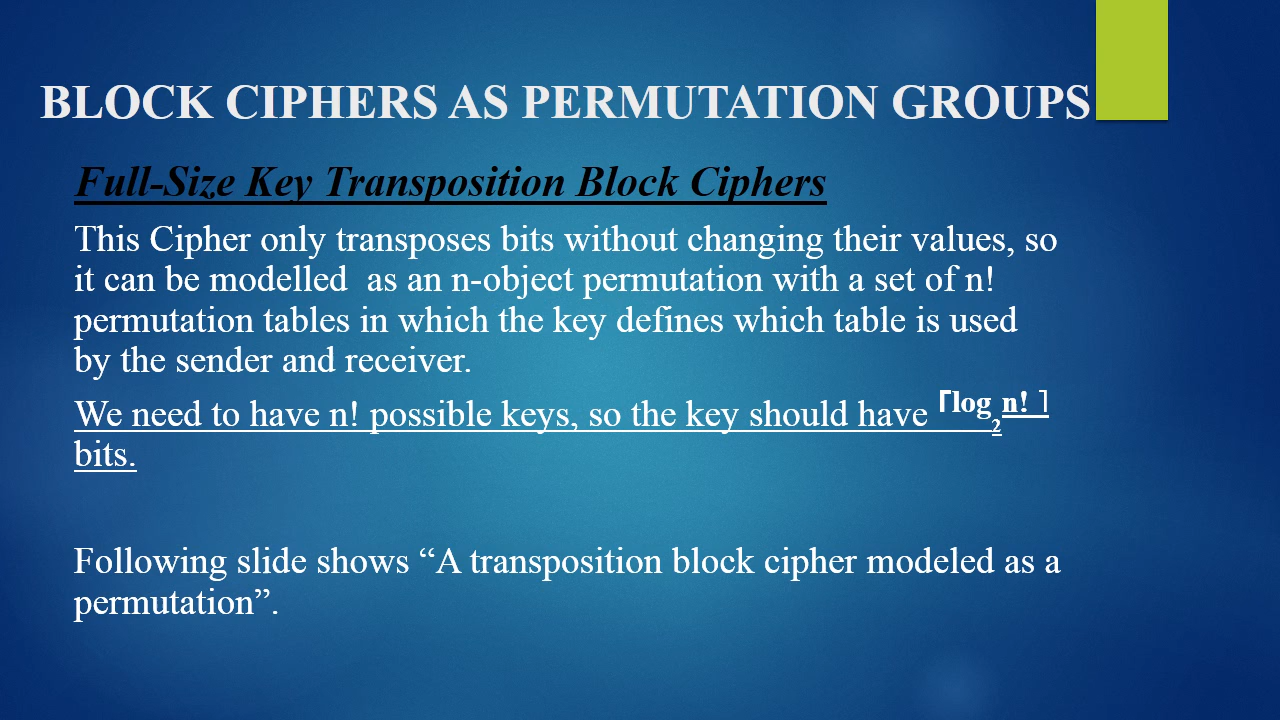 BLOCK CIPHERS AS PERMUTATION GROUPS
Full-Size Key Transposition Block Ciphers
This Cipher only transposes bits without changing their values, so
it can be modelled  as an n-object permutation with a set of n!
permutation tables in which the key defines which table is used
by the sender and receiver.
We need to have n! possible keys, so the key should have ⌈log₂n! ⌉
bits.
Following slide shows “A transposition block cipher modeled as a
permutation”.